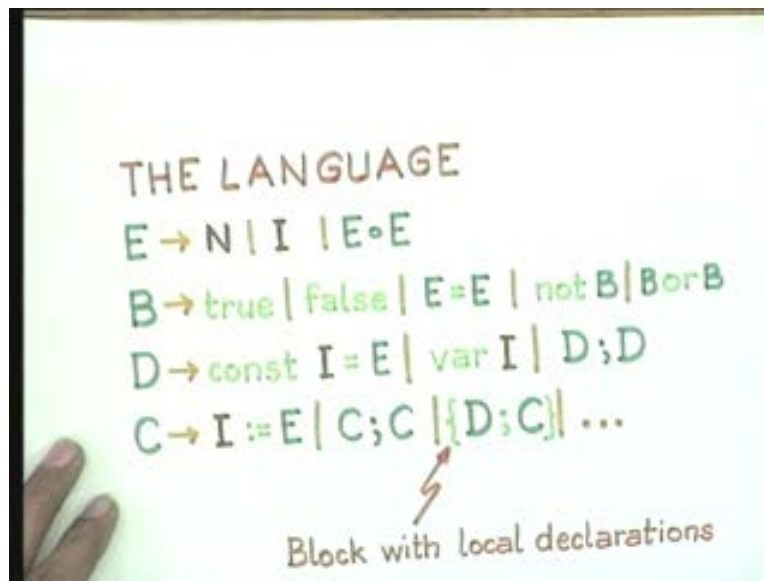 THE LANGUAGE
E → N | I | E∘E
B → true | false | E = E | not B | B or B
D → const I = E | var I | D ; D
C → I := E | C ; C | {D ; C} | ...
Block with local declarations